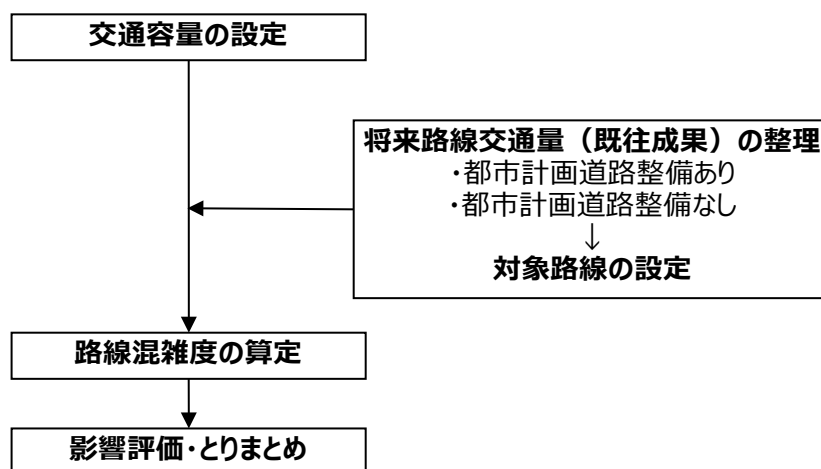 交通容量の設定
将来路線交通量（既往成果）の整理
・都市計画道路整備あり
・都市計画道路整備なし
↓
対象路線の設定
路線混雑度の算定
影響評価・とりまとめ